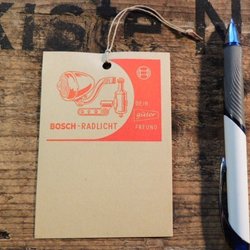 DEIN
guter
BOSCH-RADLICHT FREUND